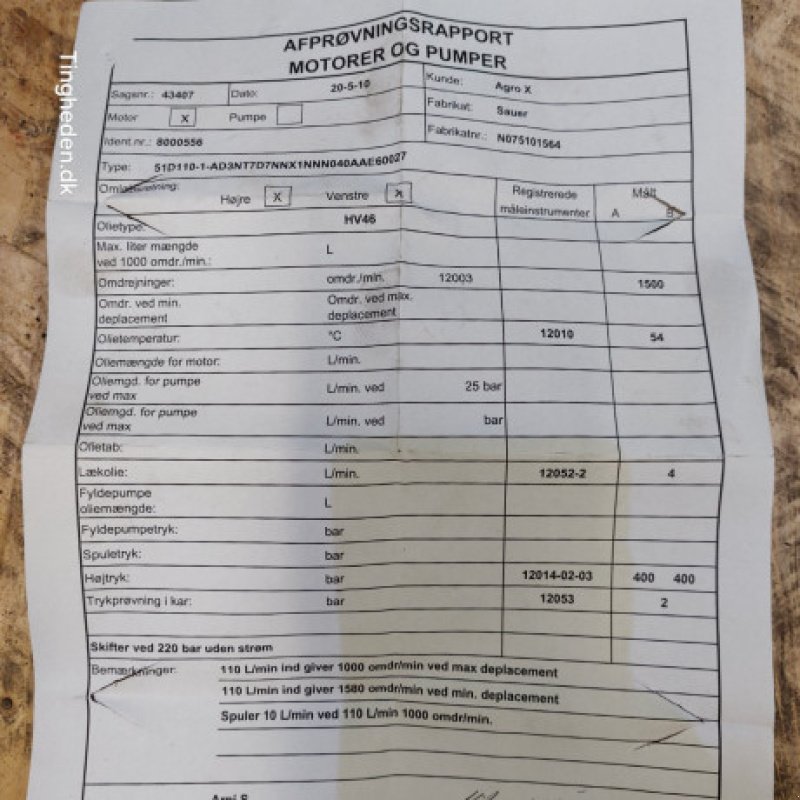 AFPRØVNINGSRAPPORT
MOTORER OG PUMPER
Sagsnr.: 43407 Dato: 20-5-10 Kunde: Agro X
Motor X Pumpe Fabrikat: Sauer
Ident.nr.: 8000556 Fabrikatnr.: N075101564
Type: 51D110-1-AD3NT7D7NNX1NNN040AAE60027
Omløbsretning: Højre X Venstre x Registrerede måleinstrumenter Målt A B
Olietype: HV46
Max. liter mængde
ved 1000 omdr./min.: L
Omdrejninger: omdr./min. 12003 1500
Omdr. ved min. Omdr. ved max.
deplacement deplacement
Olietemperatur: °C 12010 54
Oliemængde for motor: L/min.
Oliemgd. for pumpe
ved max L/min. ved 25 bar
Oliemgd. for pumpe
ved max L/min. ved bar
Olietab: L/min.
Lækolie: L/min. 12052-2 4
Fyldepumpe
oliemængde: L
Fyldepumpetryk: bar
Spuletryk: bar
Højtryk: bar 12014-02-03 400 400
Trykprøvning i kar: bar 12053 2
Skifter ved 220 bar uden strøm
Bemærkninger: 110 L/min ind giver 1000 omdr/min ved max deplacement
110 L/min ind giver 1580 omdr/min ved min. deplacement
Spuler 10 L/min ved 110 L/min 1000 omdr/min.
Tingheden.dk